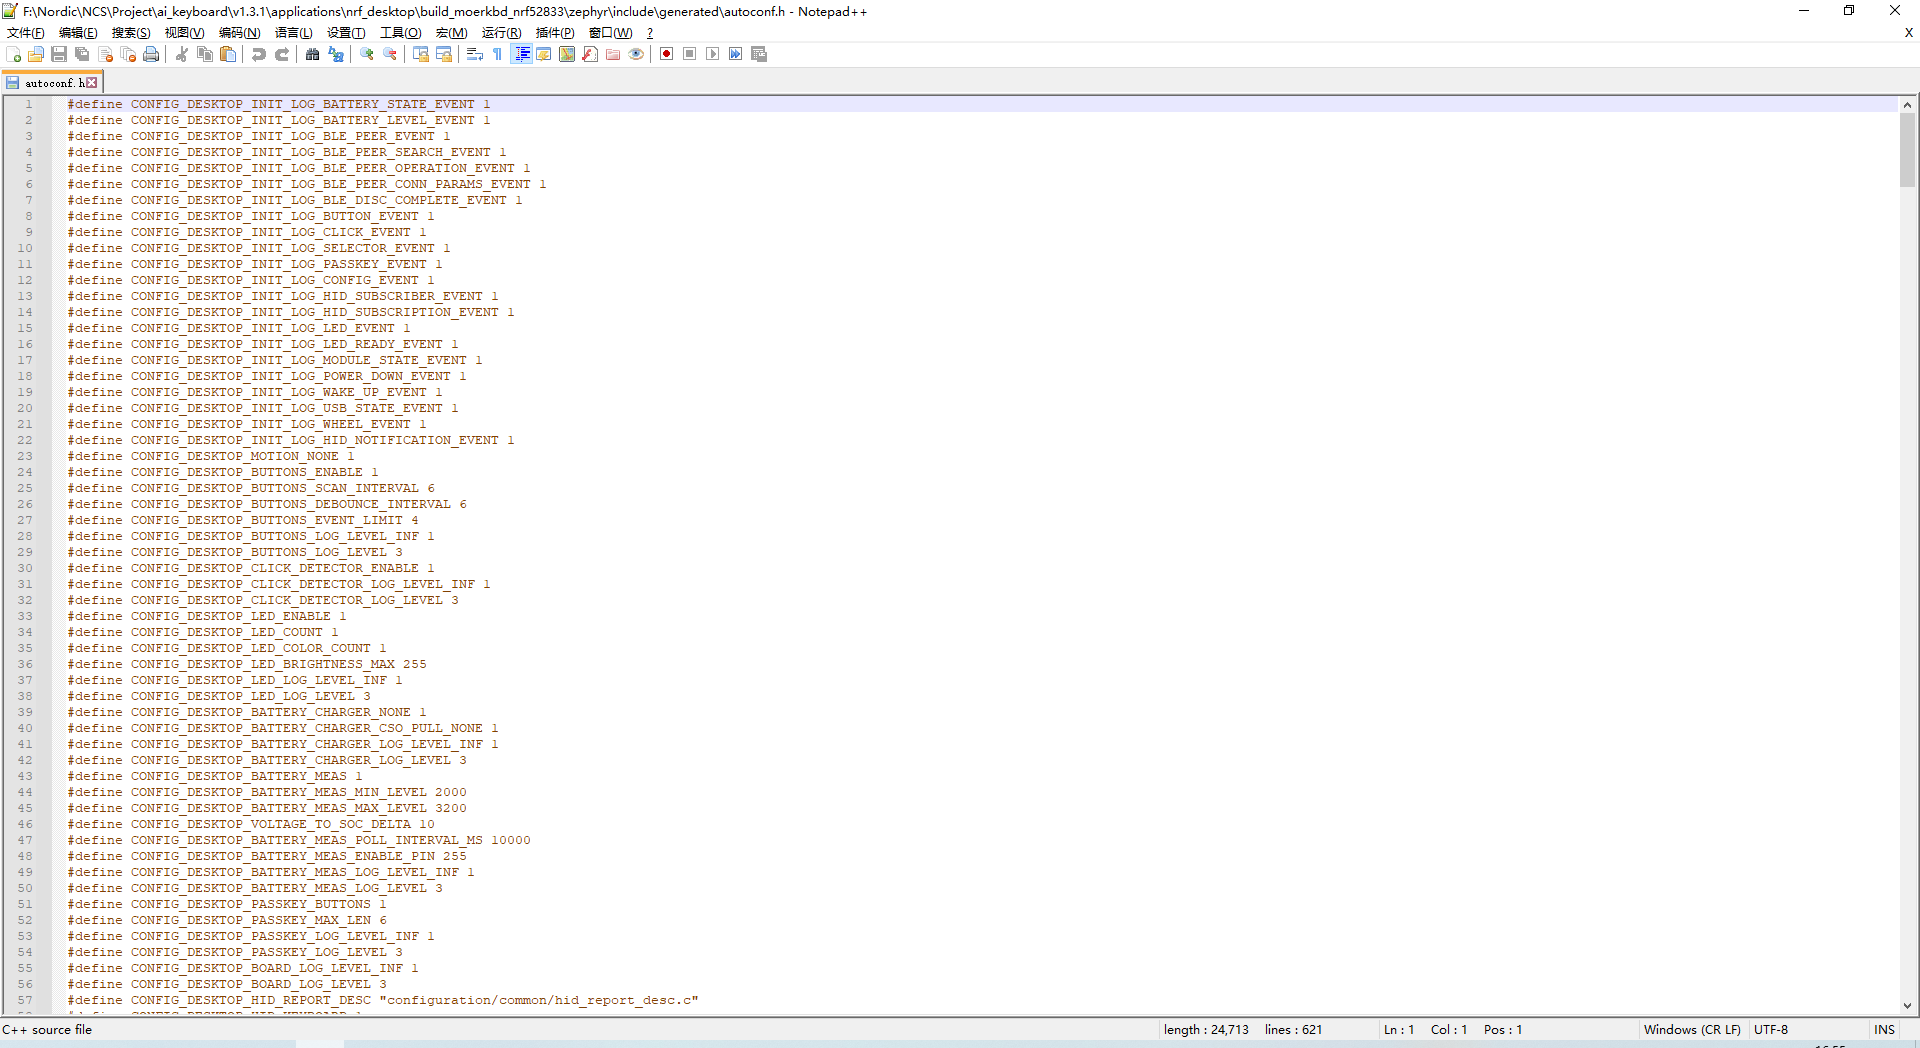 F:\Nordic\NCS\Project\ai_keyboard\v1.3.1\applications\nrf_desktop\build_moerkbd_nrf52833\zephyr\include\generated\autoconf.h - Notepad++
文件(F) 编辑(E) 搜索(S) 视图(V) 编码(N) 语言(L) 设置(T) 工具(O) 宏(M) 运行(R) 插件(P) 窗口(W) ? X
autoconf.h
1 #define CONFIG_DESKTOP_INIT_LOG_BATTERY_STATE_EVENT 1
2 #define CONFIG_DESKTOP_INIT_LOG_BATTERY_LEVEL_EVENT 1
3 #define CONFIG_DESKTOP_INIT_LOG_BLE_PEER_EVENT 1
4 #define CONFIG_DESKTOP_INIT_LOG_BLE_PEER_SEARCH_EVENT 1
5 #define CONFIG_DESKTOP_INIT_LOG_BLE_PEER_OPERATION_EVENT 1
6 #define CONFIG_DESKTOP_INIT_LOG_BLE_PEER_CONN_PARAMS_EVENT 1
7 #define CONFIG_DESKTOP_INIT_LOG_BLE_DISC_COMPLETE_EVENT 1
8 #define CONFIG_DESKTOP_INIT_LOG_BUTTON_EVENT 1
9 #define CONFIG_DESKTOP_INIT_LOG_CLICK_EVENT 1
10 #define CONFIG_DESKTOP_INIT_LOG_SELECTOR_EVENT 1
11 #define CONFIG_DESKTOP_INIT_LOG_PASSKEY_EVENT 1
12 #define CONFIG_DESKTOP_INIT_LOG_CONFIG_EVENT 1
13 #define CONFIG_DESKTOP_INIT_LOG_HID_SUBSCRIBER_EVENT 1
14 #define CONFIG_DESKTOP_INIT_LOG_HID_SUBSCRIPTION_EVENT 1
15 #define CONFIG_DESKTOP_INIT_LOG_LED_EVENT 1
16 #define CONFIG_DESKTOP_INIT_LOG_LED_READY_EVENT 1
17 #define CONFIG_DESKTOP_INIT_LOG_MODULE_STATE_EVENT 1
18 #define CONFIG_DESKTOP_INIT_LOG_POWER_DOWN_EVENT 1
19 #define CONFIG_DESKTOP_INIT_LOG_WAKE_UP_EVENT 1
20 #define CONFIG_DESKTOP_INIT_LOG_USB_STATE_EVENT 1
21 #define CONFIG_DESKTOP_INIT_LOG_WHEEL_EVENT 1
22 #define CONFIG_DESKTOP_INIT_LOG_HID_NOTIFICATION_EVENT 1
23 #define CONFIG_DESKTOP_MOTION_NONE 1
24 #define CONFIG_DESKTOP_BUTTONS_ENABLE 1
25 #define CONFIG_DESKTOP_BUTTONS_SCAN_INTERVAL 6
26 #define CONFIG_DESKTOP_BUTTONS_DEBOUNCE_INTERVAL 6
27 #define CONFIG_DESKTOP_BUTTONS_EVENT_LIMIT 4
28 #define CONFIG_DESKTOP_BUTTONS_LOG_LEVEL_INF 1
29 #define CONFIG_DESKTOP_BUTTONS_LOG_LEVEL 3
30 #define CONFIG_DESKTOP_CLICK_DETECTOR_ENABLE 1
31 #define CONFIG_DESKTOP_CLICK_DETECTOR_LOG_LEVEL_INF 1
32 #define CONFIG_DESKTOP_CLICK_DETECTOR_LOG_LEVEL 3
33 #define CONFIG_DESKTOP_LED_ENABLE 1
34 #define CONFIG_DESKTOP_LED_COUNT 1
35 #define CONFIG_DESKTOP_LED_COLOR_COUNT 1
36 #define CONFIG_DESKTOP_LED_BRIGHTNESS_MAX 255
37 #define CONFIG_DESKTOP_LED_LOG_LEVEL_INF 1
38 #define CONFIG_DESKTOP_LED_LOG_LEVEL 3
39 #define CONFIG_DESKTOP_BATTERY_CHARGER_NONE 1
40 #define CONFIG_DESKTOP_BATTERY_CHARGER_CSO_PULL_NONE 1
41 #define CONFIG_DESKTOP_BATTERY_CHARGER_LOG_LEVEL_INF 1
42 #define CONFIG_DESKTOP_BATTERY_CHARGER_LOG_LEVEL 3
43 #define CONFIG_DESKTOP_BATTERY_MEAS 1
44 #define CONFIG_DESKTOP_BATTERY_MEAS_MIN_LEVEL 2000
45 #define CONFIG_DESKTOP_BATTERY_MEAS_MAX_LEVEL 3200
46 #define CONFIG_DESKTOP_VOLTAGE_TO_SOC_DELTA 10
47 #define CONFIG_DESKTOP_BATTERY_MEAS_POLL_INTERVAL_MS 10000
48 #define CONFIG_DESKTOP_BATTERY_MEAS_ENABLE_PIN 255
49 #define CONFIG_DESKTOP_BATTERY_MEAS_LOG_LEVEL_INF 1
50 #define CONFIG_DESKTOP_BATTERY_MEAS_LOG_LEVEL 3
51 #define CONFIG_DESKTOP_PASSKEY_BUTTONS 1
52 #define CONFIG_DESKTOP_PASSKEY_MAX_LEN 6
53 #define CONFIG_DESKTOP_PASSKEY_LOG_LEVEL_INF 1
54 #define CONFIG_DESKTOP_PASSKEY_LOG_LEVEL 3
55 #define CONFIG_DESKTOP_BOARD_LOG_LEVEL_INF 1
56 #define CONFIG_DESKTOP_BOARD_LOG_LEVEL 3
57 #define CONFIG_DESKTOP_HID_REPORT_DESC "configuration/common/hid_report_desc.c"
C++ source file length : 24,713 lines : 621 Ln : 1 Col : 1 Pos : 1 Windows (CR LF) UTF-8 INS